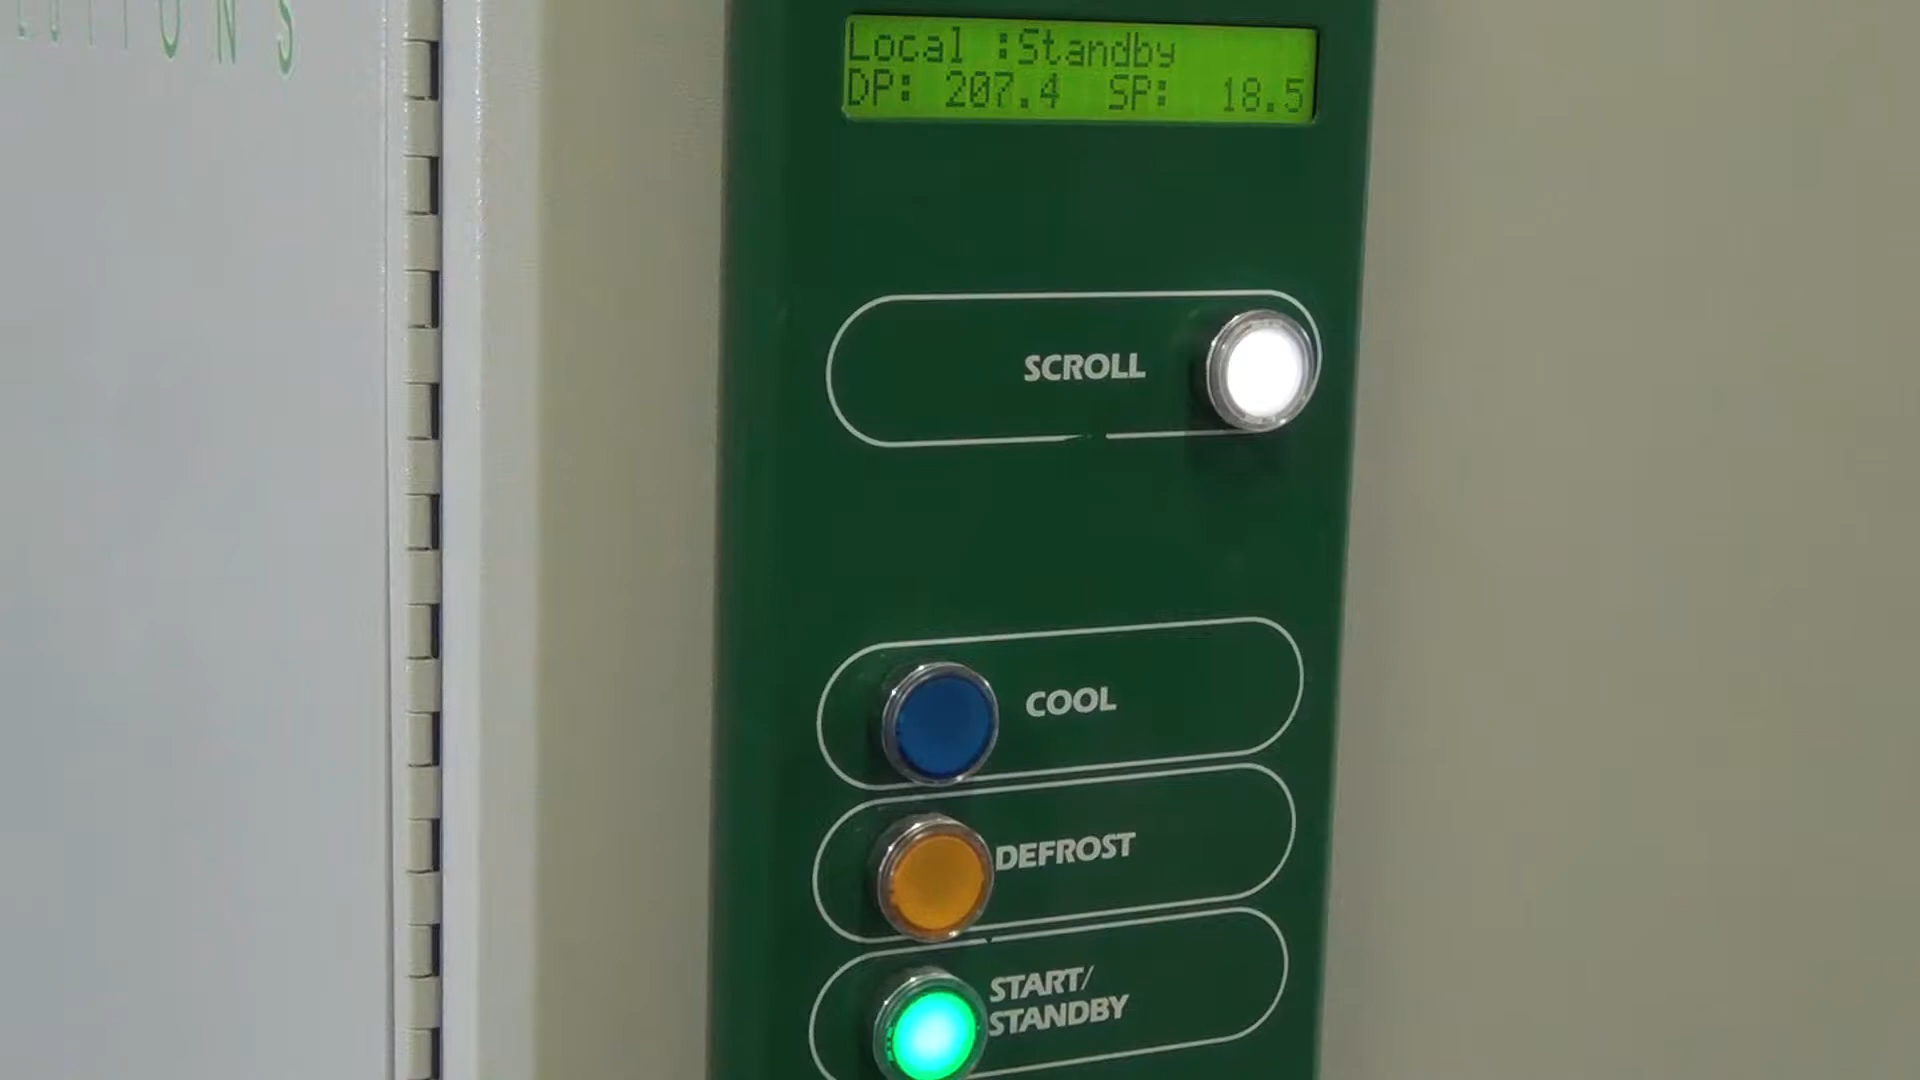 Local :Standby
DP: 207.4 SP: 18.5
SCROLL
COOL
DEFROST
START/
STANDBY